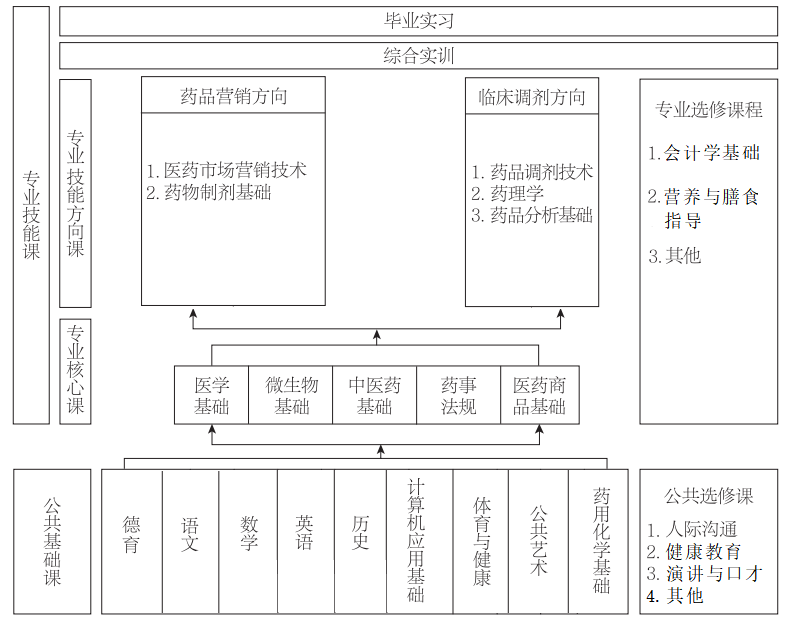 毕业实习
综合实训
专业技能课
专业技能方向课
药品营销方向
1. 医药市场营销技术
2. 药物制剂基础
临床调剂方向
1. 药品调剂技术
2. 药理学
3. 药品分析基础
专业选修课程
1.会计学基础
2.营养与膳食
指导
3.其他
专业核心课
医学
基础
微生物
基础
中医药
基础
药事
法规
医药商
品基础
公共基础课
德育
语文
数学
英语
历史
计算机应用基础
体育与健康
公共艺术
药用化学基础
公共选修课
1. 人际沟通
2. 健康教育
3. 演讲与口才
4. 其他